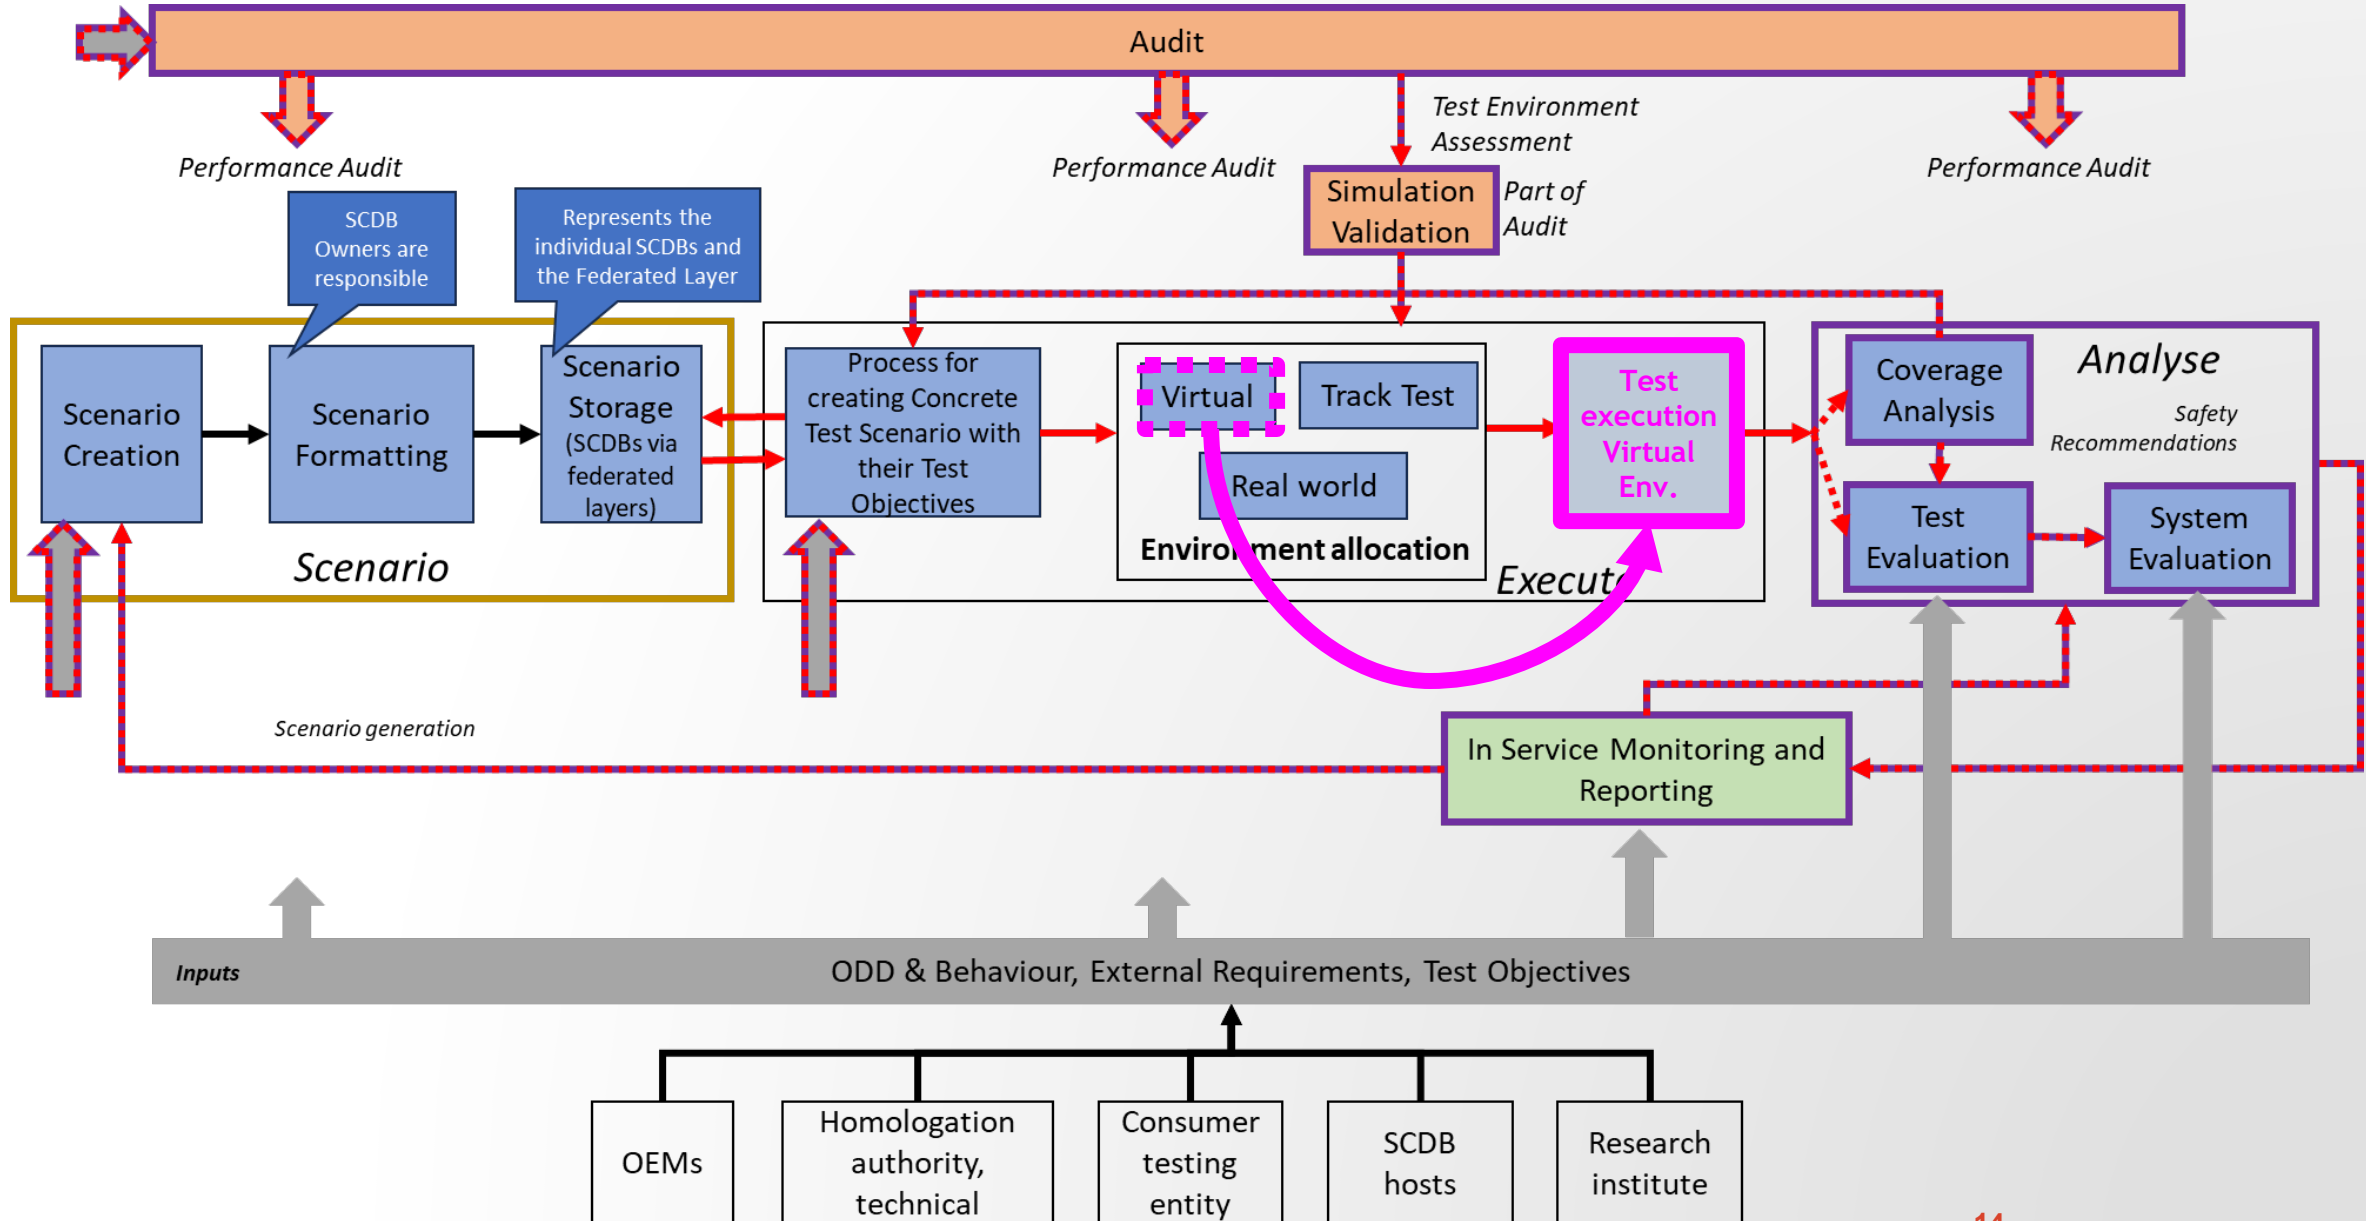 Audit
Performance Audit
Performance Audit
Test Environment
Assessment
Performance Audit
Simulation
Validation
Part of
Audit
SCDB
Owners are
responsible
Represents the
individual SCDBs and
the Federated Layer
Scenario
Creation
Scenario
Formatting
Scenario
Storage
(SCDBs via
federated
layers)
Scenario
Process for
creating Concrete
Test Scenario with
their Test
Objectives
Virtual
Track Test
Real world
Environment allocation
Test
execution
Virtual
Env.
Execute
Coverage
Analysis
Analyse
Safety
Recommendations
Test
Evaluation
System
Evaluation
Scenario generation
In Service Monitoring and
Reporting
Inputs
ODD & Behaviour, External Requirements, Test Objectives
OEMs
Homologation
authority,
technical
Consumer
testing
entity
SCDB
hosts
Research
institute
14